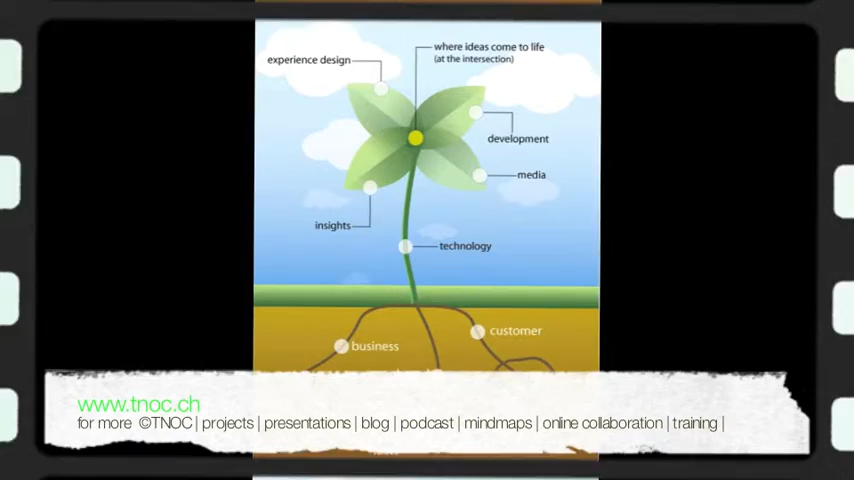 where ideas come to life
(at the intersection)
experience design
development
media
insights
technology
customer
business
www.tnoc.ch
for more ©TNOC | projects | presentations | blog | podcast | mindmaps | online collaboration | training |